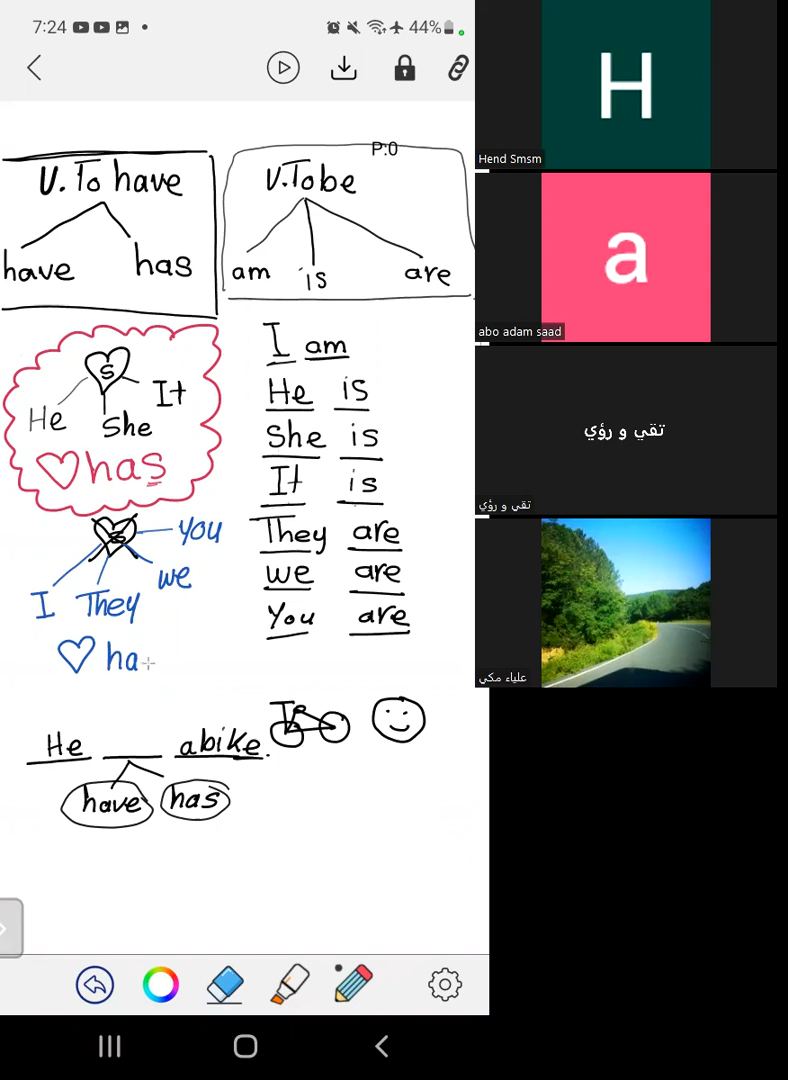 7:24
44%
P:0
V. To have
have has
V. To be
am is are
S
He She It
has
S
I They we You
ha
I am
He is
She is
It is
They are
we are
You are
He ___ a bike.
have has
H
Hend Smsm
a
abo adam saad
تقي و رؤي
تقي و رؤي
علياء مكي